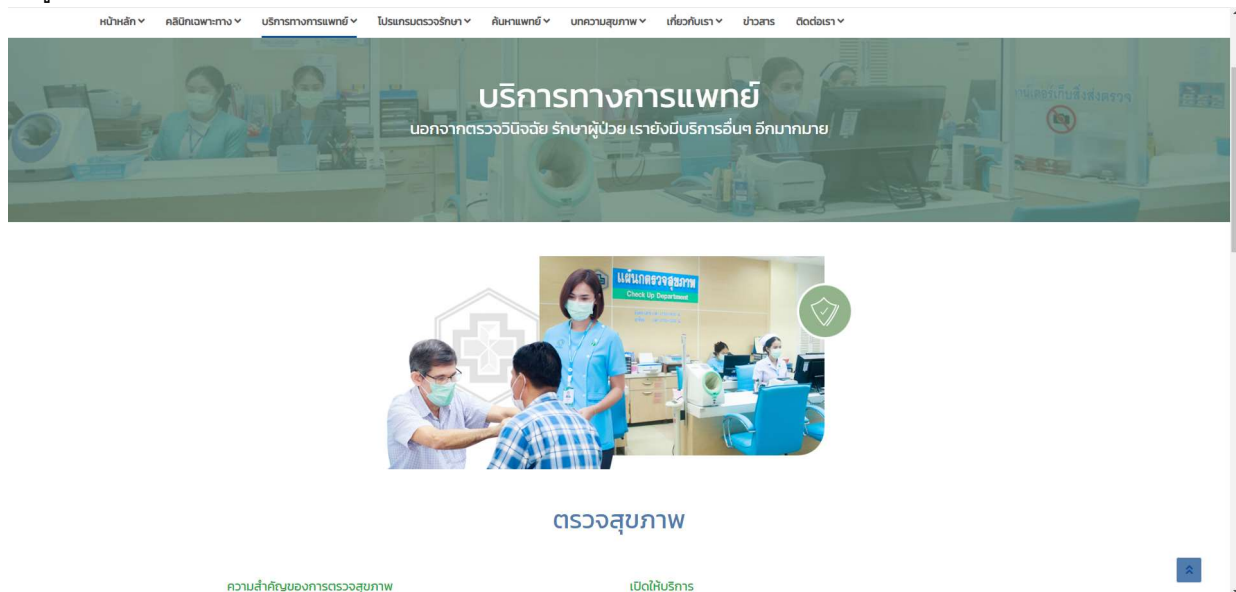 หน้าหลัก คลินิกเฉพาะทาง บริการทางการแพทย์ โปรแกรมตรวจรักษา ค้นหาแพทย์ บทความสุขภาพ เกี่ยวกับเรา ข่าวสาร ติดต่อเรา
บริการทางการแพทย์
นอกจากตรวจวินิจฉัย รักษาผู้ป่วย เรายังมีบริการอื่นๆ อีกมากมาย
แผนกตรวจสุขภาพ
Check Up Department
ตรวจสุขภาพ
ความสำคัญของการตรวจสุขภาพ
เปิดให้บริการ